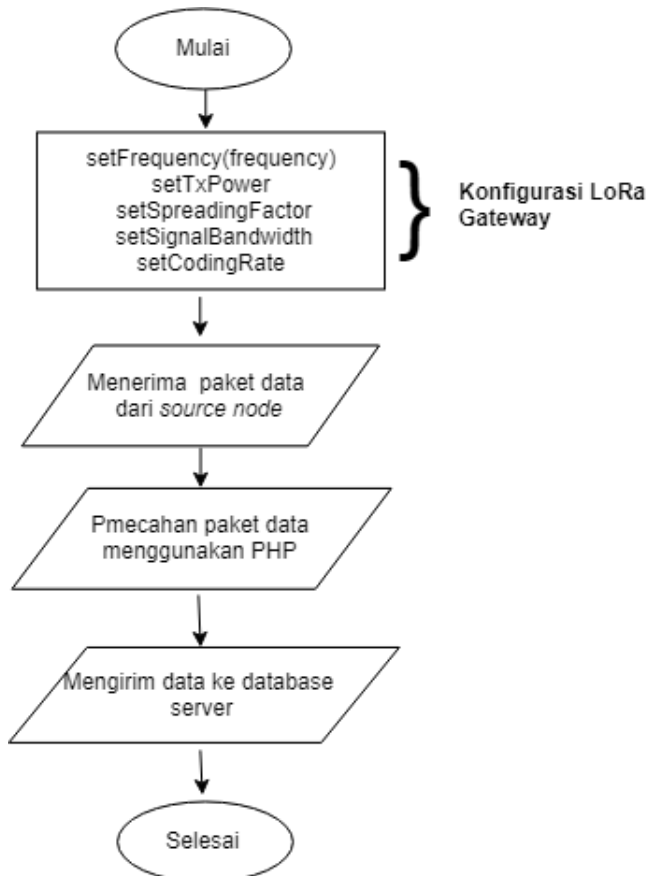 Mulai
setFrequency(frequency)
setTxPower
setSpreadingFactor
setSignalBandwidth
setCodingRate
Konfigurasi LoRa
Gateway
Menerima paket data
dari source node
Pmecahan paket data
menggunakan PHP
Mengirim data ke database
server
Selesai